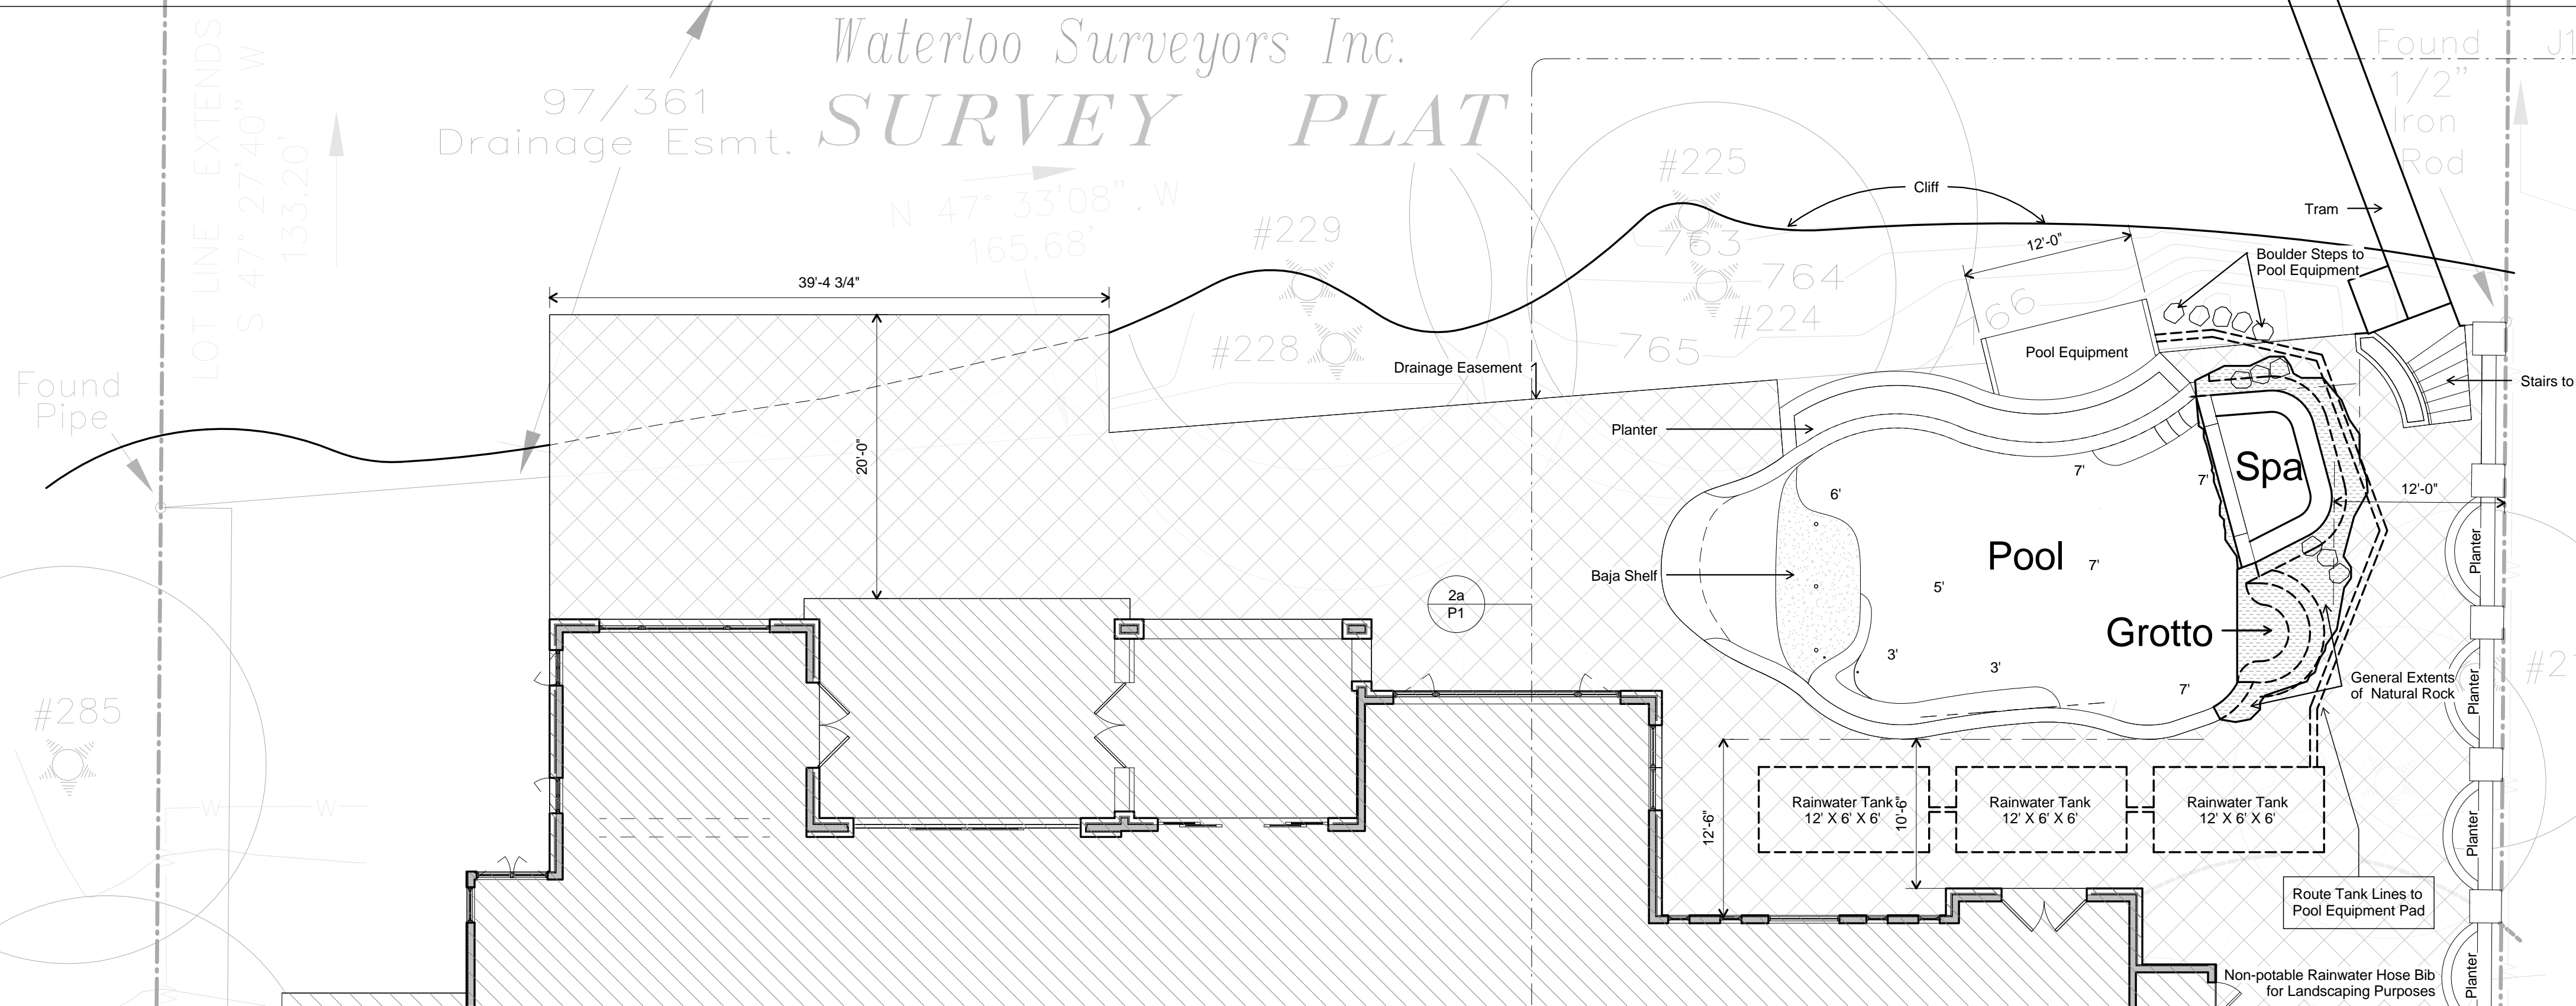 Waterloo Surveyors Inc.
SURVEY PLAT
97/361
Drainage Esmt.
LOT LINE EXTENDS
S 47° 27'40" W
133.20'
N 47° 33'08" W
165.68'
Found
1/2"
Iron
Rod
#225
763
764
#224
765
#229
#228
Cliff
Tram
12'-0"
Boulder Steps to
Pool Equipment
39'-4 3/4"
20'-0"
Found
Pipe
Drainage Easement
Pool Equipment
Stairs to
Planter
Spa
12'-0"
7'
7'
6'
Pool
7'
5'
Baja Shelf
2a
P1
Grotto
3'
3'
7'
General Extents
of Natural Rock
Planter
Planter
Planter
Planter
#285
W
W
12'-6"
10'-6"
Rainwater Tank
12' X 6' X 6'
Rainwater Tank
12' X 6' X 6'
Rainwater Tank
12' X 6' X 6'
Route Tank Lines to
Pool Equipment Pad
Non-potable Rainwater Hose Bib
for Landscaping Purposes